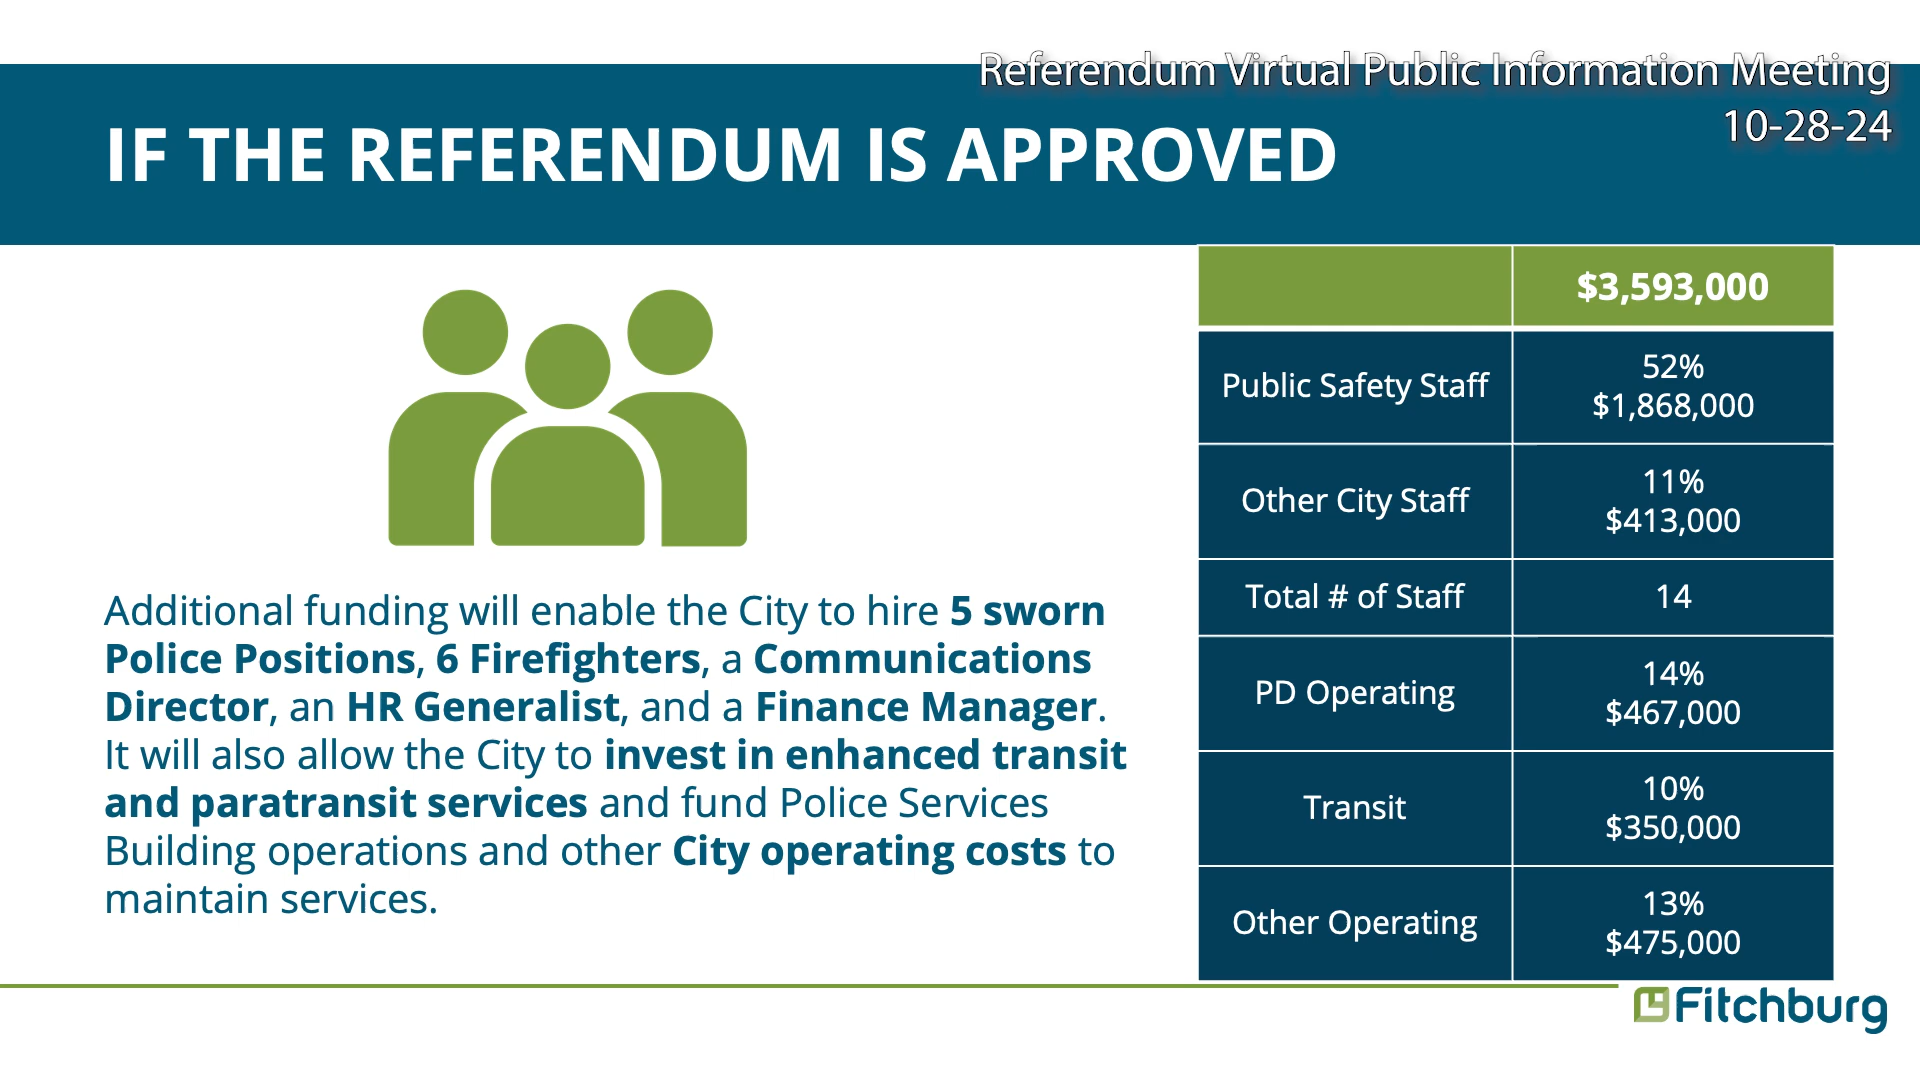 Referendum Virtual Public Information Meeting
10-28-24
IF THE REFERENDUM IS APPROVED
Additional funding will enable the City to hire 5 sworn
Police Positions, 6 Firefighters, a Communications
Director, an HR Generalist, and a Finance Manager.
It will also allow the City to invest in enhanced transit
and paratransit services and fund Police Services
Building operations and other City operating costs to
maintain services.
$3,593,000
Public Safety Staff
52%
$1,868,000
Other City Staff
11%
$413,000
Total # of Staff
14
PD Operating
14%
$467,000
Transit
10%
$350,000
Other Operating
13%
$475,000
Fitchburg